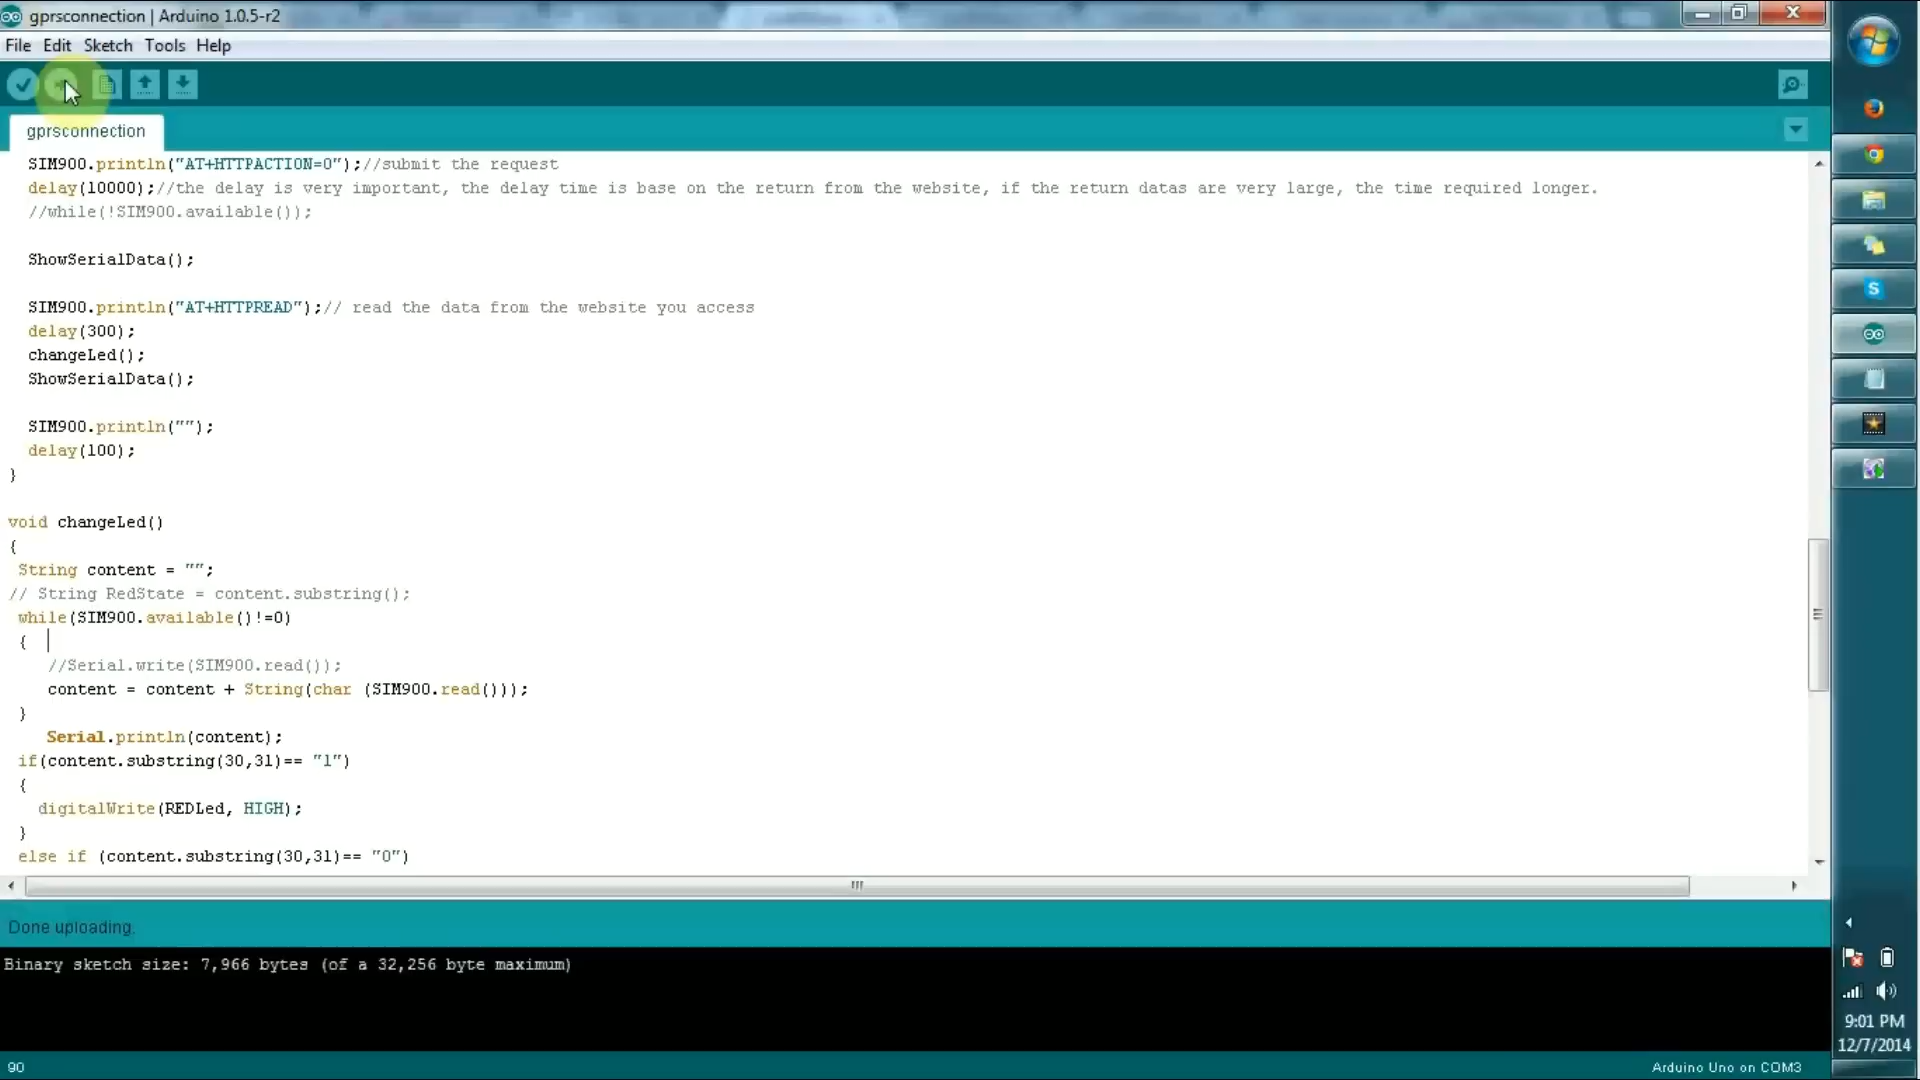 gprsconnection | Arduino 1.0.5-r2
File Edit Sketch Tools Help
gprsconnection
SIM900.println("AT+HTTPACTION=0");//submit the request
delay(10000);//the delay is very important, the delay time is base on the return from the website, if the return datas are very large, the time required longer.
//while(!SIM900.available());
ShowSerialData();
SIM900.println("AT+HTTPREAD");// read the data from the website you access
delay(300);
changeLed();
ShowSerialData();
SIM900.println("");
delay(100);
}
void changeLed()
{
String content = "";
// String RedState = content.substring();
while(SIM900.available()!=0)
{
//Serial.write(SIM900.read());
content = content + String(char (SIM900.read()));
}
Serial.println(content);
if(content.substring(30,31)== "1")
{
digitalWrite(REDLed, HIGH);
}
else if (content.substring(30,31)== "0")
Done uploading.
Binary sketch size: 7,966 bytes (of a 32,256 byte maximum)
90
Arduino Uno on COM3
9:01 PM
12/7/2014